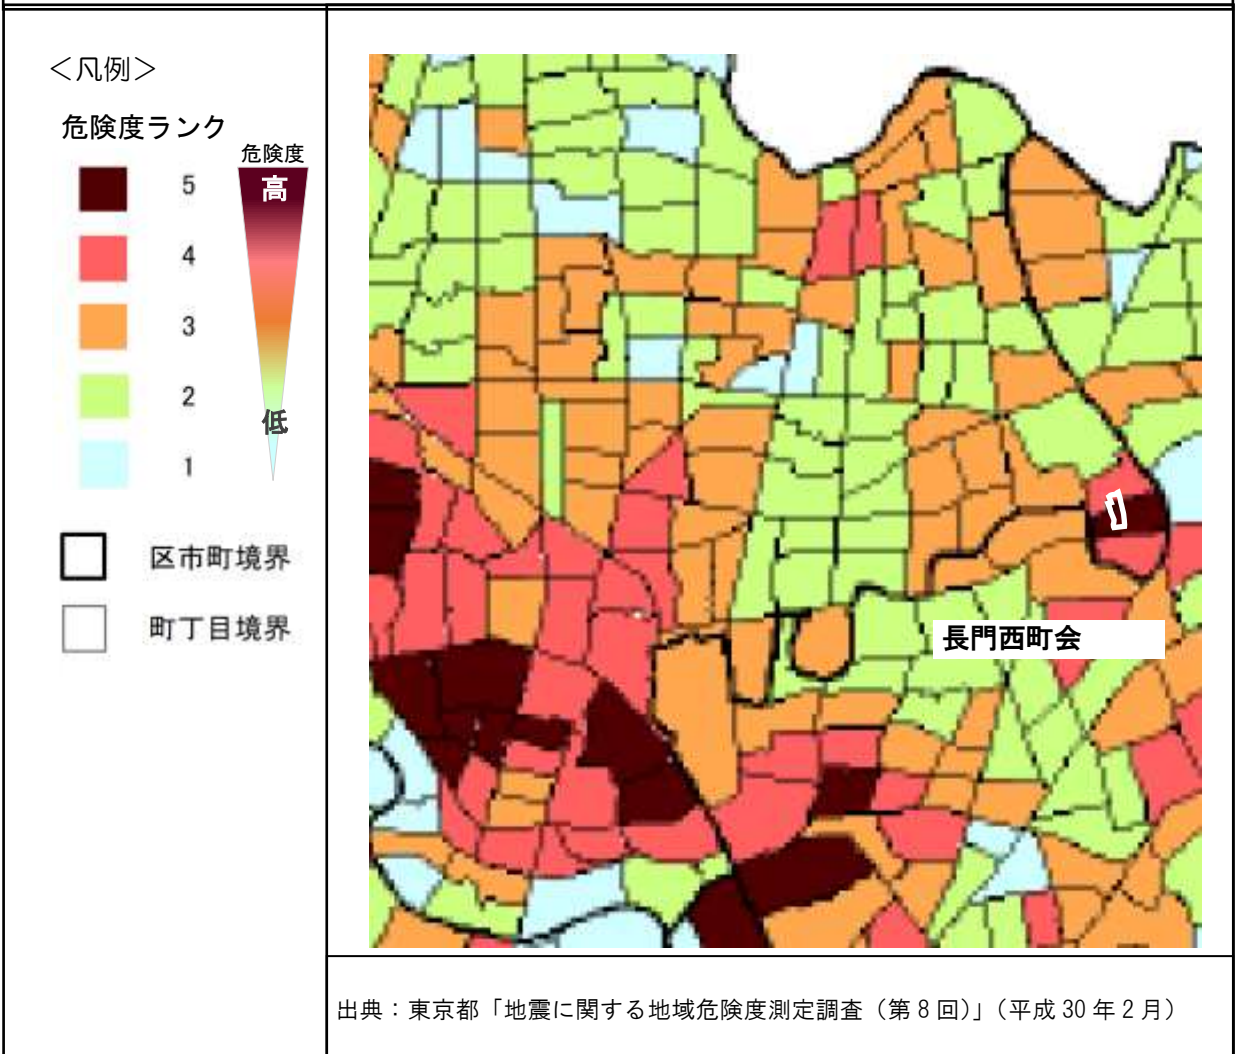 ＜凡例＞
危険度ランク
危険度
高
5
4
3
2
低
1
区市町境界
町丁目境界
長門西町会
出典：東京都「地震に関する地域危険度測定調査（第8回)」（平成30年2月）